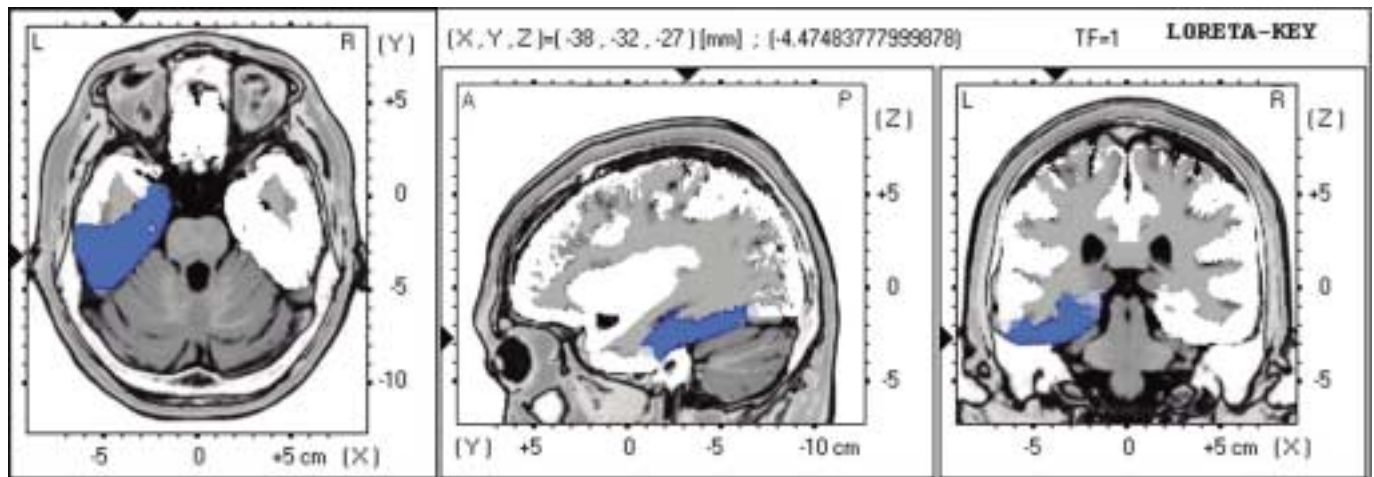 (X,Y,Z)=( -38 , -32 , -27 ) [mm] ; (-4.47483777999878) TF=1 LORETA-KEY
L R (Y)
+5
0
-5
-10
-5 0 +5 cm (X)
A P (Z)
+5
0
-5
(Y) +5 0 -5 -10 cm
L R (Z)
+5
0
-5
-5 0 +5 cm (X)